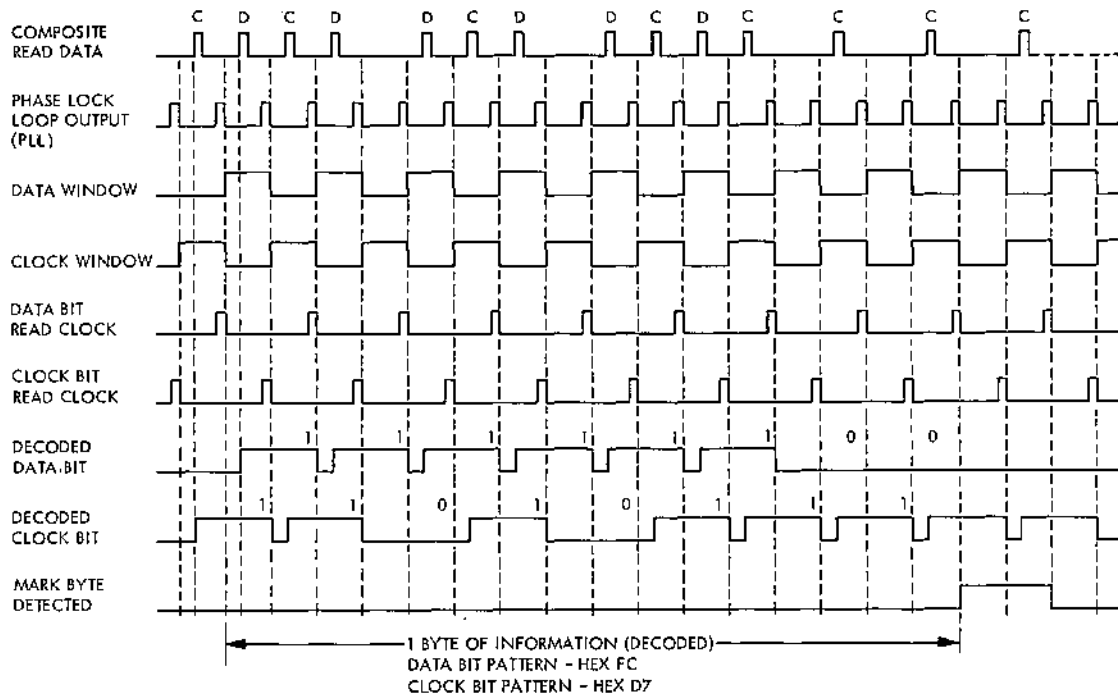 C D C D D C D D C D C C C C
COMPOSITE
READ DATA
PHASE LOCK
LOOP OUTPUT
(PLL)
DATA WINDOW
CLOCK WINDOW
DATA BIT
READ CLOCK
CLOCK BIT
READ CLOCK
1 1 1 1 1 1 0 0
DECODED
DATA BIT
1 1 0 1 0 1 1 1
DECODED
CLOCK BIT
MARK BYTE
DETECTED
1 BYTE OF INFORMATION (DECODED)
DATA BIT PATTERN - HEX FC
CLOCK BIT PATTERN - HEX D7